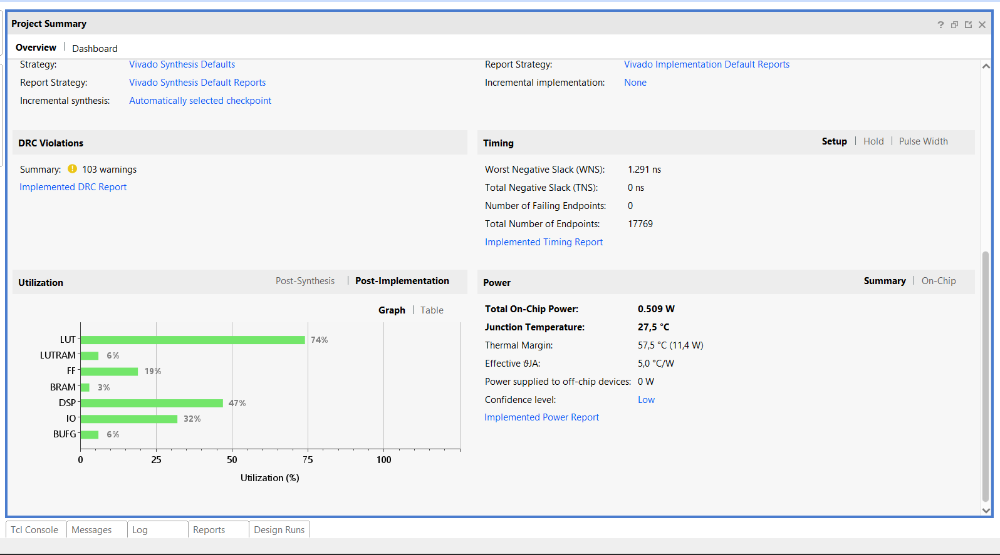 Project Summary
?
Overview | Dashboard
Strategy: Vivado Synthesis Defaults
Report Strategy: Vivado Synthesis Default Reports
Incremental synthesis: Automatically selected checkpoint
Report Strategy: Vivado Implementation Default Reports
Incremental implementation: None
DRC Violations
Summary: 103 warnings
Implemented DRC Report
Timing
Setup | Hold | Pulse Width
Worst Negative Slack (WNS): 1.291 ns
Total Negative Slack (TNS): 0 ns
Number of Failing Endpoints: 0
Total Number of Endpoints: 17769
Implemented Timing Report
Utilization
Post-Synthesis | Post-Implementation
Graph | Table
LUT 74%
LUTRAM 6%
FF 19%
BRAM 3%
DSP 47%
IO 32%
BUFG 6%
0 25 50 75 100
Utilization (%)
Power
Summary | On-Chip
Total On-Chip Power: 0.509 W
Junction Temperature: 27,5 °C
Thermal Margin: 57,5 °C (11,4 W)
Effective ϑJA: 5,0 °C/W
Power supplied to off-chip devices: 0 W
Confidence level: Low
Implemented Power Report
Tcl Console
Messages
Log
Reports
Design Runs